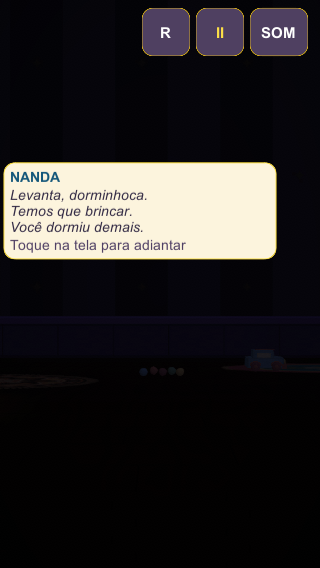 R
II
SOM
NANDA
Levanta, dorminhoca.
Temos que brincar.
Você dormiu demais.
Toque na tela para adiantar